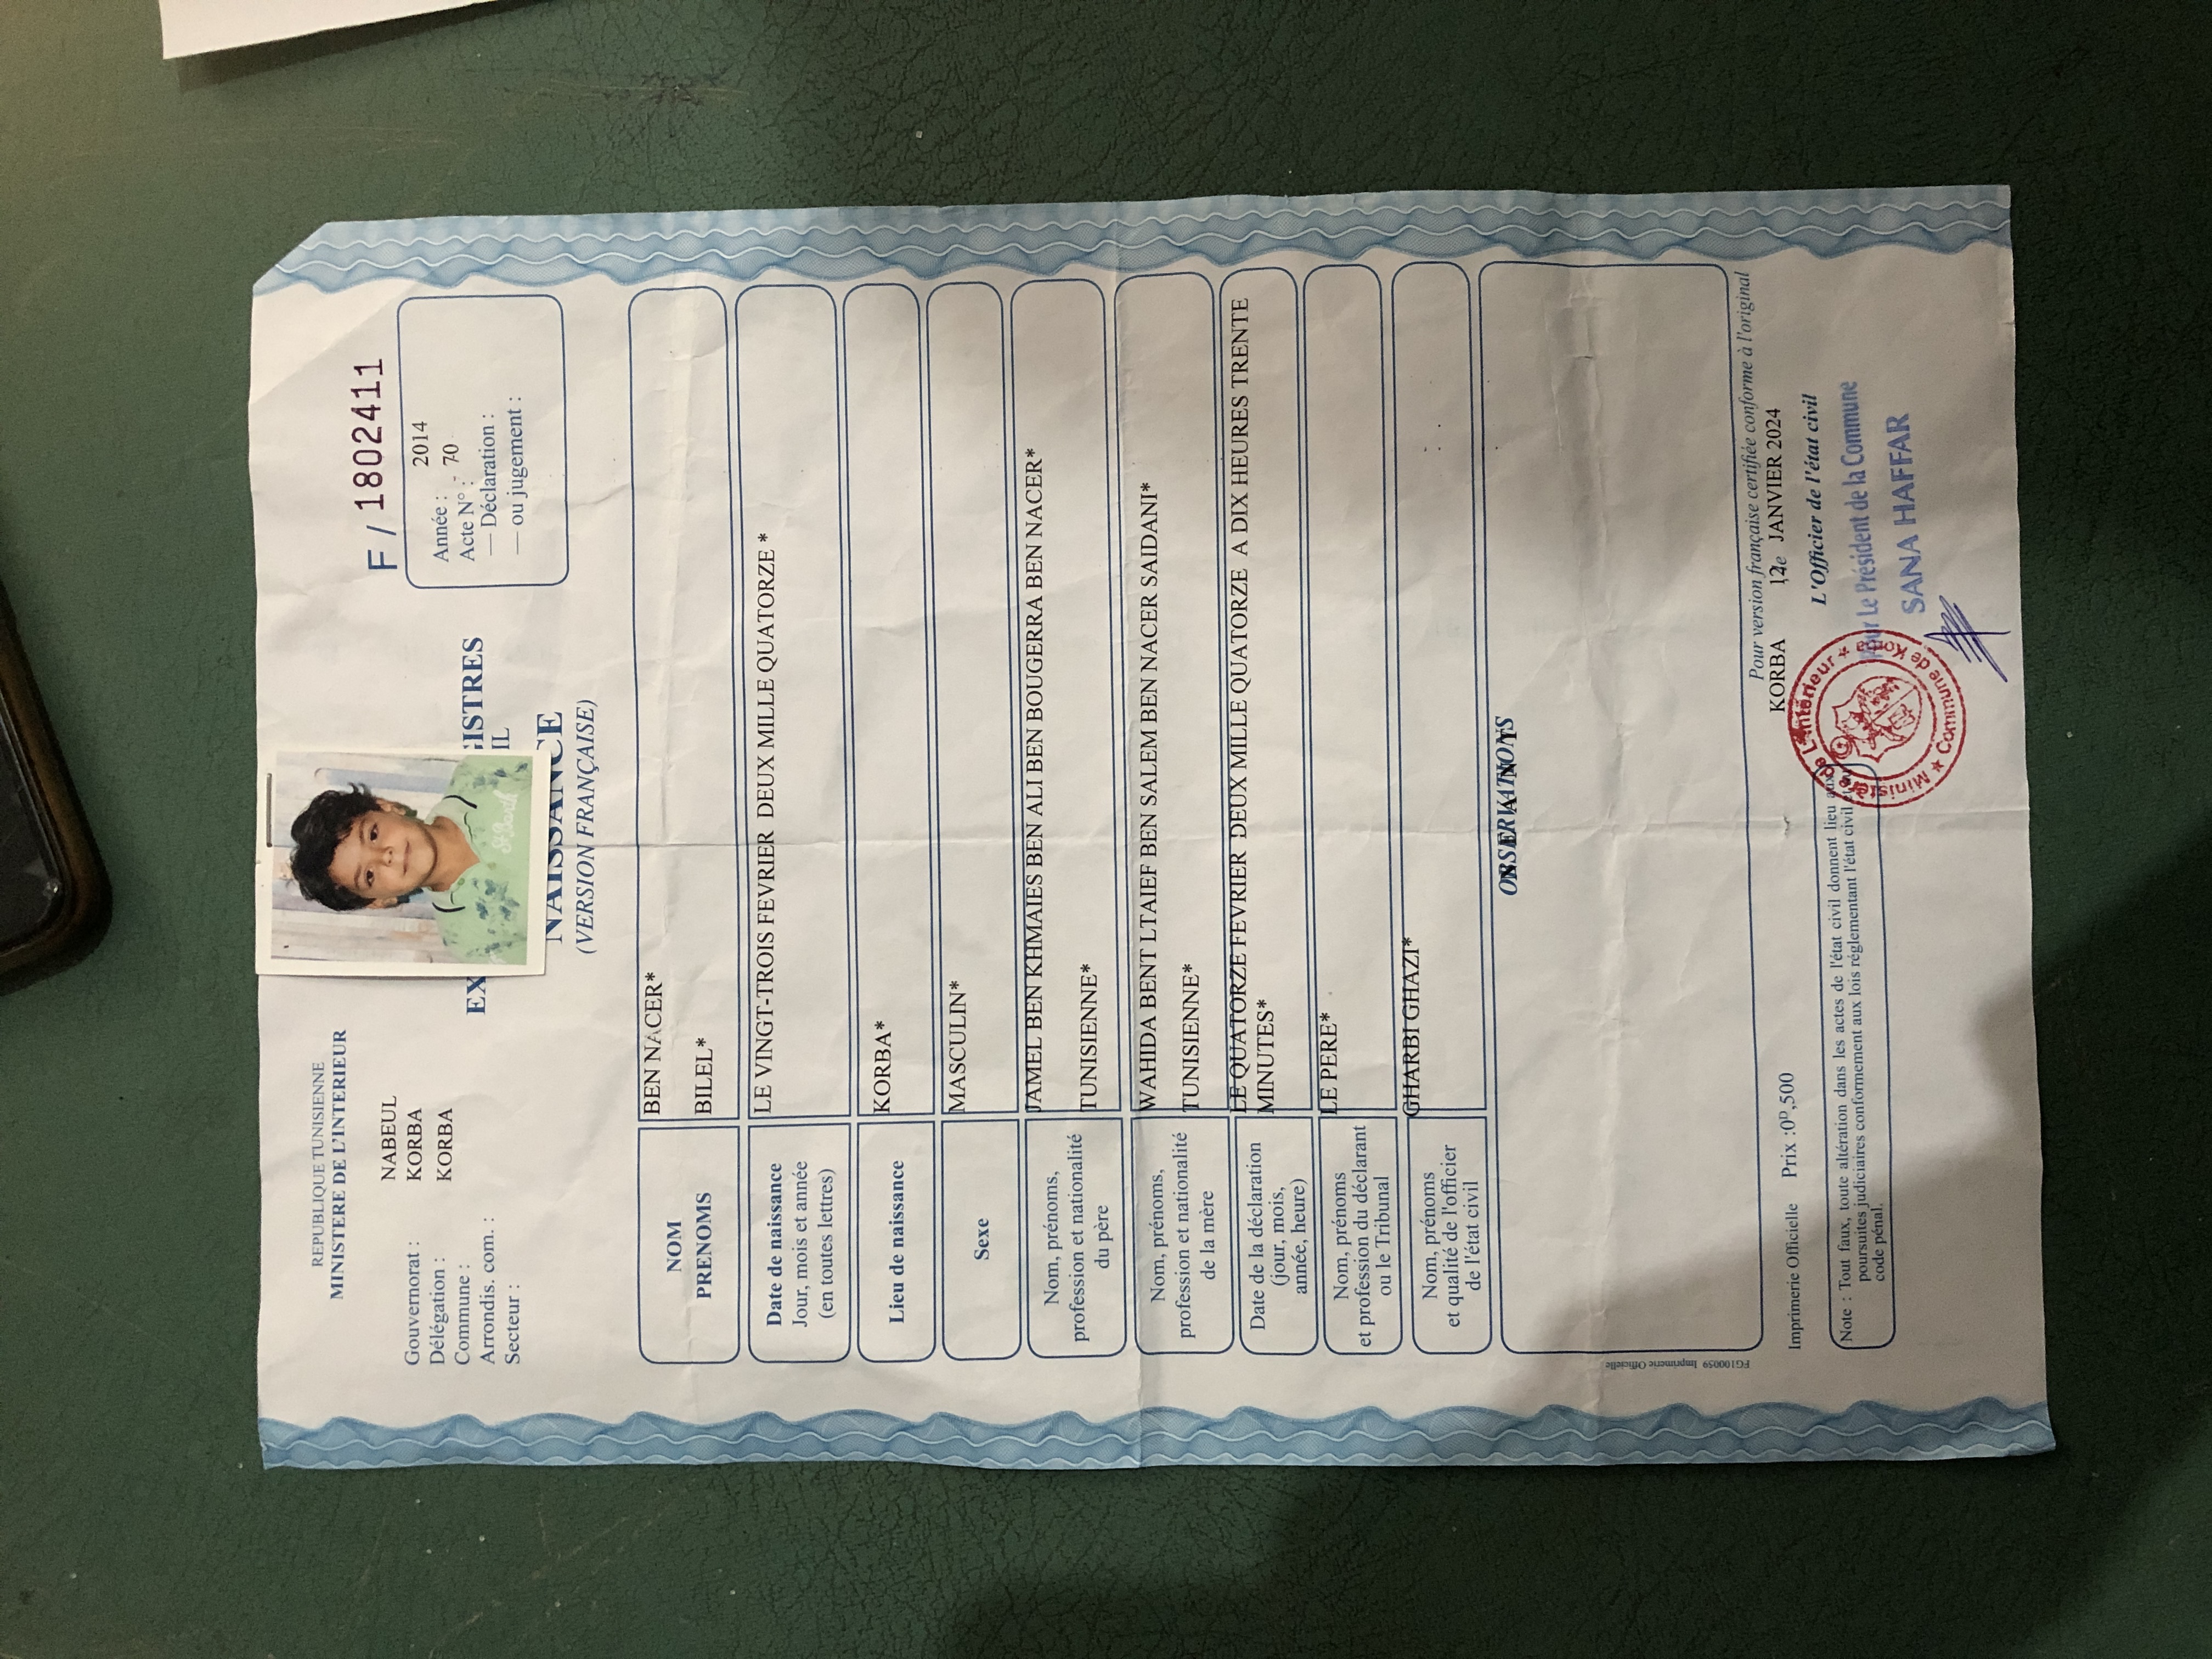 REPUBLIQUE TUNISIENNE
MINISTERE DE L'INTERIEUR
F / 1802411
Gouvernorat : NABEUL
Délégation : KORBA
Commune : KORBA
Arrondis. com. :
Secteur :
Année : 2014
Acte N° : 70
— Déclaration :
— ou jugement :
NAISSANCE
(VERSION FRANÇAISE)
NOM
PRENOMS
BEN NACER*
BILEL*
Date de naissance
Jour, mois et année
(en toutes lettres)
LE VINGT-TROIS FEVRIER DEUX MILLE QUATORZE *
Lieu de naissance
KORBA*
Sexe
MASCULIN*
Nom, prénoms,
profession et nationalité
du père
JAMEL BEN KHMAIES BEN ALI BEN BOUGERRA BEN NACER*
TUNISIENNE*
Nom, prénoms,
profession et nationalité
de la mère
WAHIDA BENT LTAIEF BEN SALEM BEN NACER SAIDANI*
TUNISIENNE*
Date de la déclaration
(jour, mois,
année, heure)
LE QUATORZE FEVRIER DEUX MILLE QUATORZE A DIX HEURES TRENTE
MINUTES*
Nom, prénoms
et profession du déclarant
ou le Tribunal
LE PERE*
Nom, prénoms
et qualité de l'officier
de l'état civil
GHARBI GHAZI*
OBSERVATIONS
FG100059 Imprimerie Officielle
Pour version française certifiée conforme à l'original
KORBA JANVIER 2024
L'Officier de l'état civil
Pour Le Président de la Commune
SANA HAFFAR
Ministère de L'intérieur ★ Commune de Korba ★
Imprimerie Officielle Prix :0ᴰ,500
Note : Tout faux, toute altération dans les actes de l'état civil donnent lieu aux
poursuites judiciaires conformement aux lois réglementant l'état civil
code pénal.